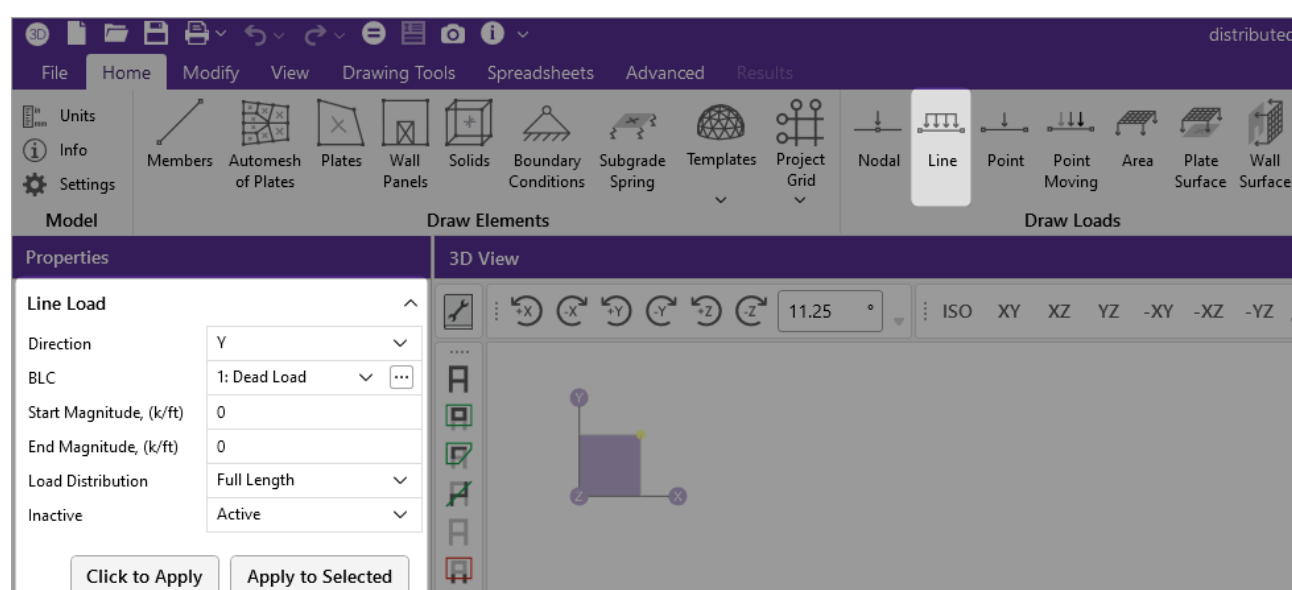 3D
distributed
File Home Modify View Drawing Tools Spreadsheets Advanced Results
Units
Info
Settings
Model
Members
Automesh
of Plates
Plates
Wall
Panels
Solids
Boundary
Conditions
Subgrade
Spring
Templates
Project
Grid
Draw Elements
Nodal
Line
Point
Point
Moving
Area
Plate
Surface
Wall
Surface
Draw Loads
Properties
Line Load
Direction Y
BLC 1: Dead Load ...
Start Magnitude, (k/ft) 0
End Magnitude, (k/ft) 0
Load Distribution Full Length
Inactive Active
Click to Apply Apply to Selected
3D View
+X -X +Y -Y +Z -Z 11.25 ° ISO XY XZ YZ -XY -XZ -YZ
Y
Z X